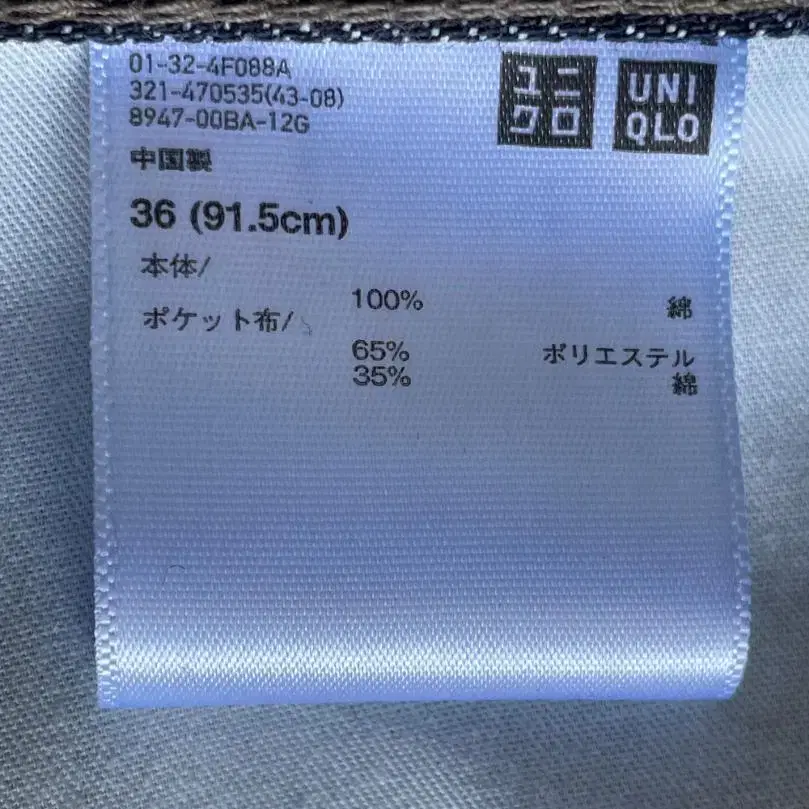 01-32-4F088A
321-470535(43-08)
8947-00BA-12G
ユニクロ
UNIQLO
中国製
36 (91.5cm)
本体/
100% 綿
ポケット布/
65% ポリエステル
35% 綿